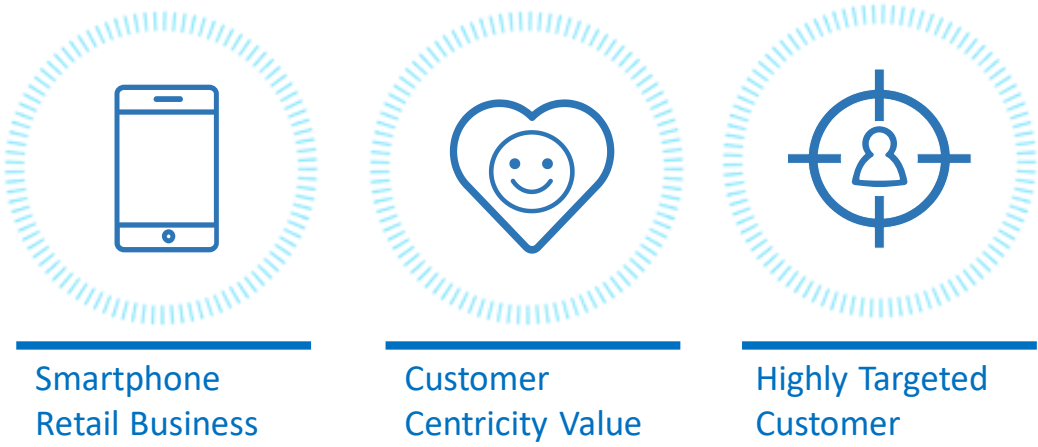 Smartphone
Retail Business
Customer
Centricity Value
Highly Targeted
Customer